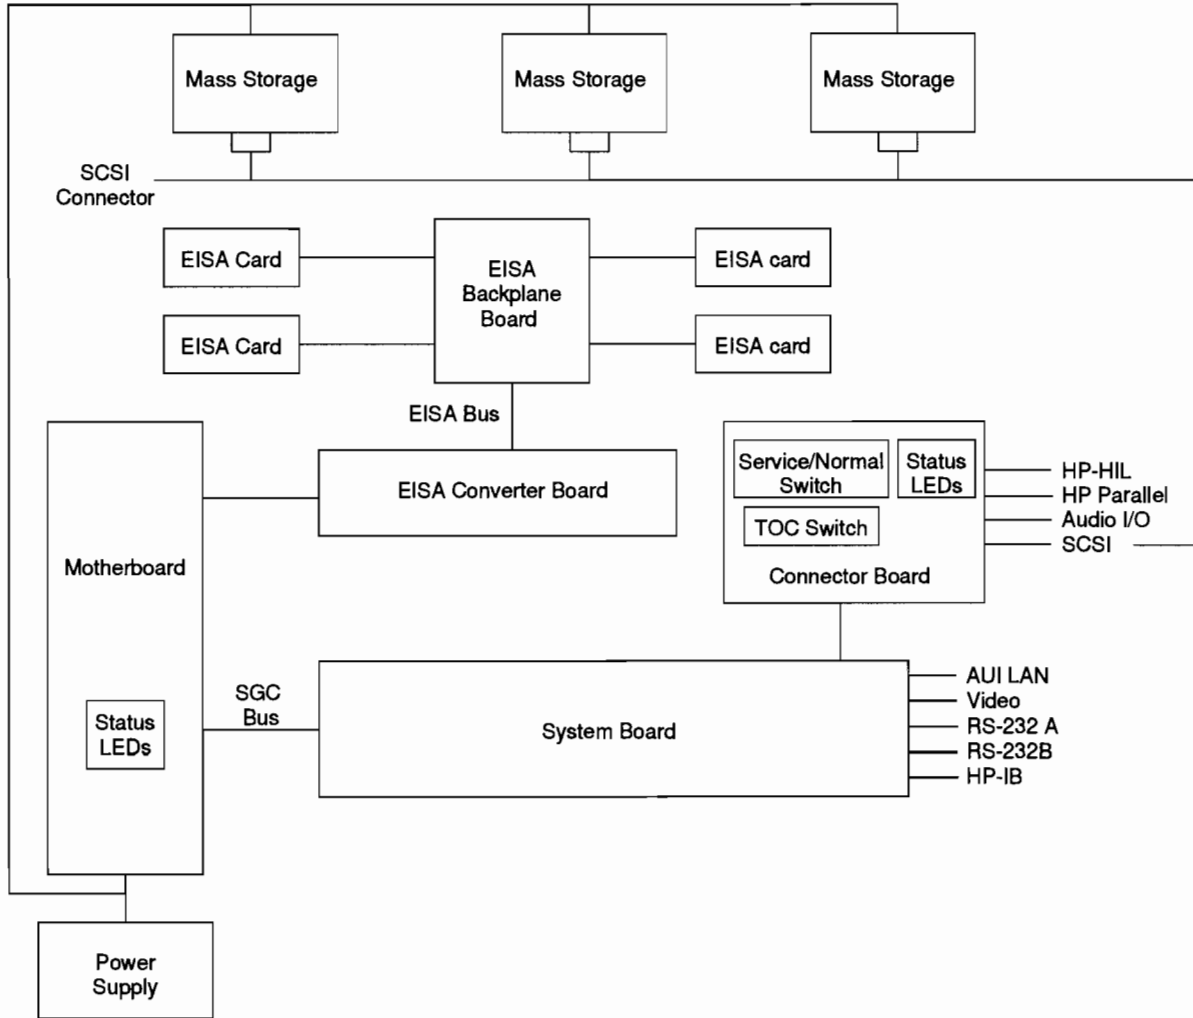 Mass Storage
Mass Storage
Mass Storage
SCSI
Connector
EISA Card
EISA
Backplane
Board
EISA card
EISA Card
EISA card
EISA Bus
Service/Normal
Switch
Status
LEDs
HP-HIL
HP Parallel
Audio I/O
SCSI
TOC Switch
Connector Board
EISA Converter Board
Motherboard
Status
LEDs
SGC
Bus
System Board
AUI LAN
Video
RS-232 A
RS-232B
HP-IB
Power
Supply